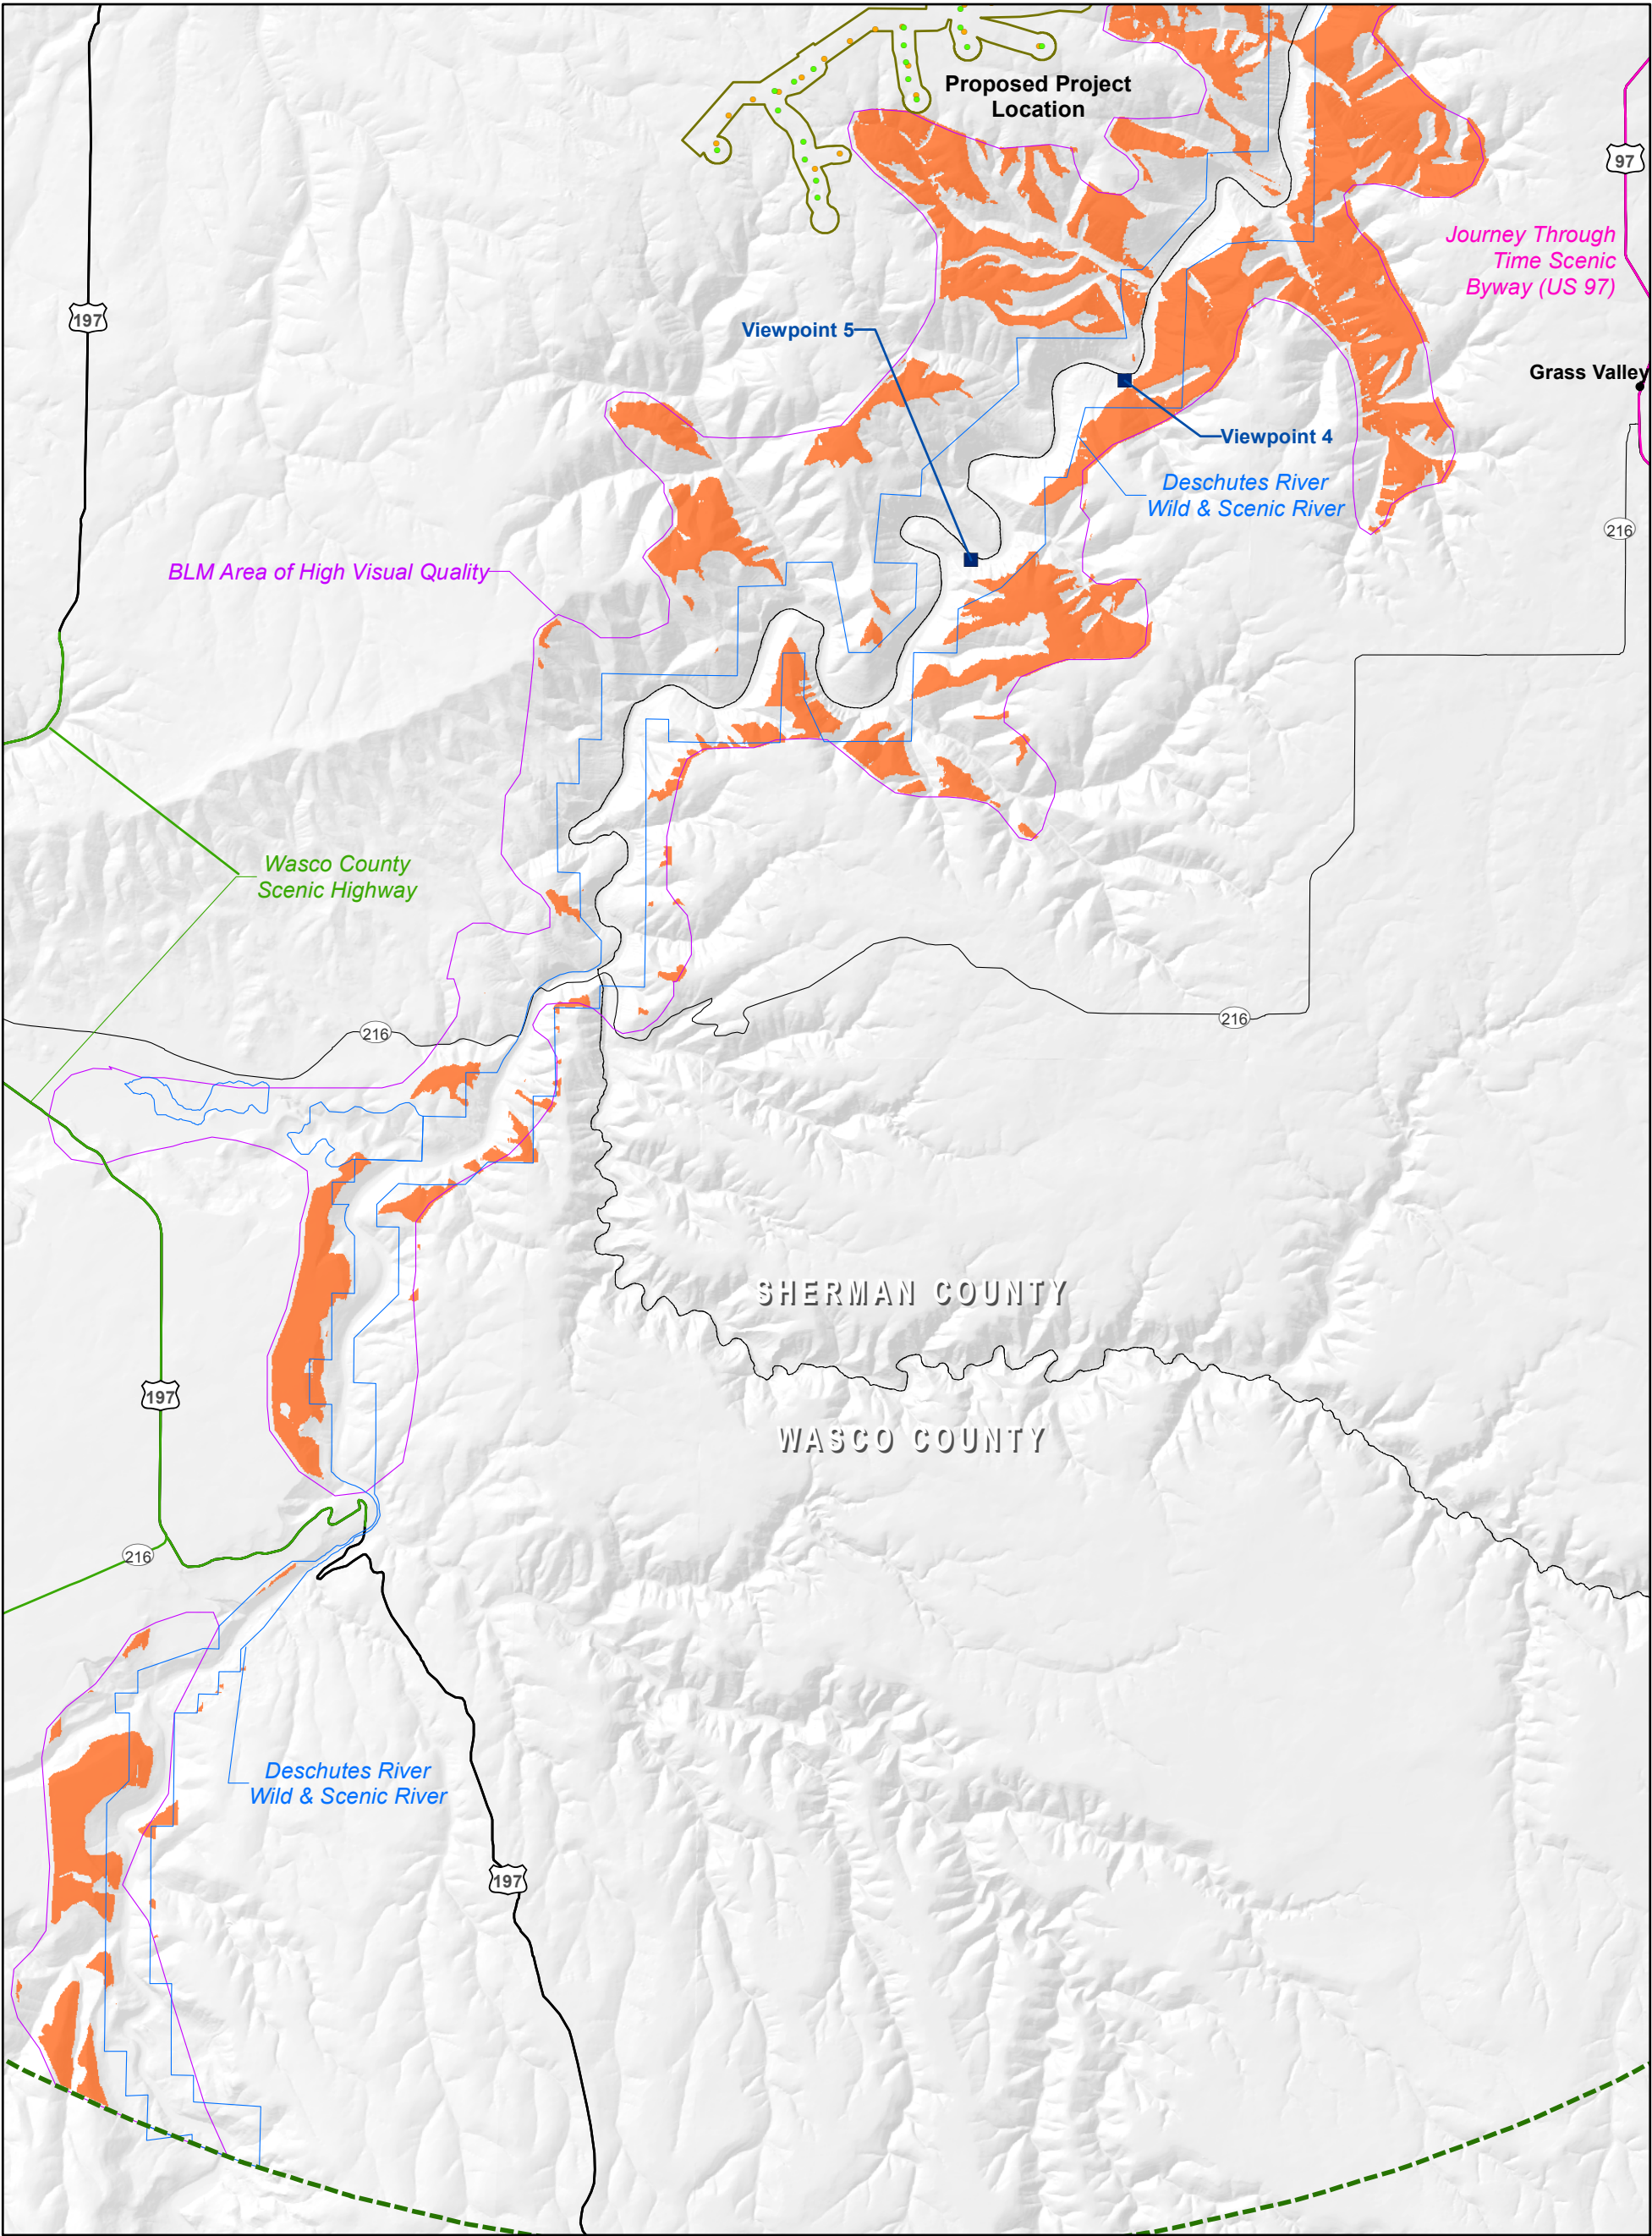 Proposed Project
Location
97
Journey Through
Time Scenic
Byway (US 97)
197
Viewpoint 5
Grass Valley
Viewpoint 4
Deschutes River
Wild & Scenic River
216
BLM Area of High Visual Quality
Wasco County
Scenic Highway
216
216
SHERMAN COUNTY
197
WASCO COUNTY
216
Deschutes River
Wild & Scenic River
197